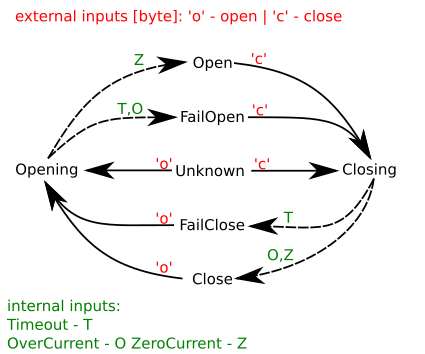 external inputs [byte]: 'o' - open | 'c' - close
Z Open 'c'
T,O FailOpen 'c'
Opening 'o' Unknown 'c' Closing
'o' FailClose T
'o' Close O,Z
internal inputs:
Timeout - T
OverCurrent - O ZeroCurrent - Z